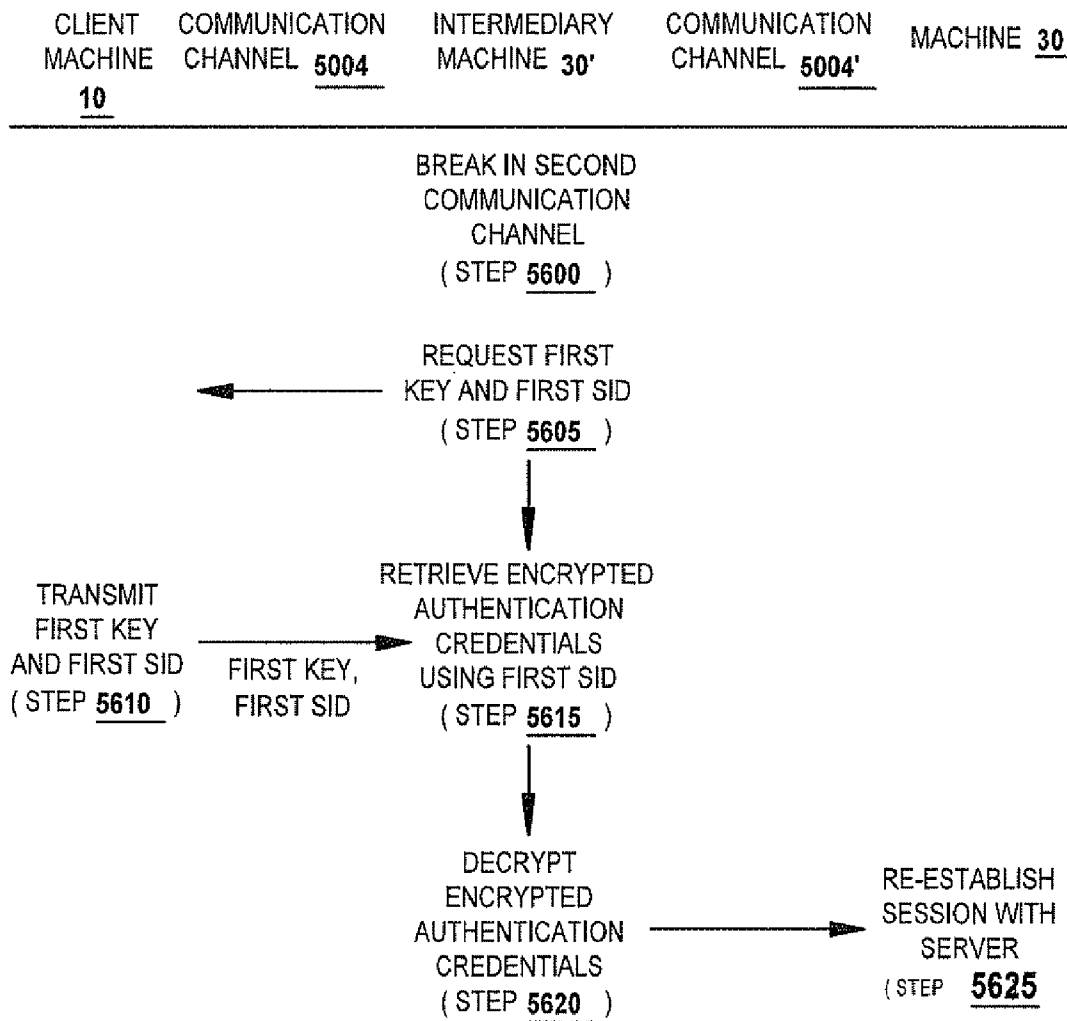 CLIENT
MACHINE
10
COMMUNICATION
CHANNEL 5004
INTERMEDIARY
MACHINE 30'
COMMUNICATION
CHANNEL 5004'
MACHINE 30
BREAK IN SECOND
COMMUNICATION
CHANNEL
( STEP 5600 )
REQUEST FIRST
KEY AND FIRST SID
( STEP 5605 )
TRANSMIT
FIRST KEY
AND FIRST SID
( STEP 5610 )
FIRST KEY,
FIRST SID
RETRIEVE ENCRYPTED
AUTHENTICATION
CREDENTIALS
USING FIRST SID
( STEP 5615 )
DECRYPT
ENCRYPTED
AUTHENTICATION
CREDENTIALS
( STEP 5620 )
RE-ESTABLISH
SESSION WITH
SERVER
( STEP 5625